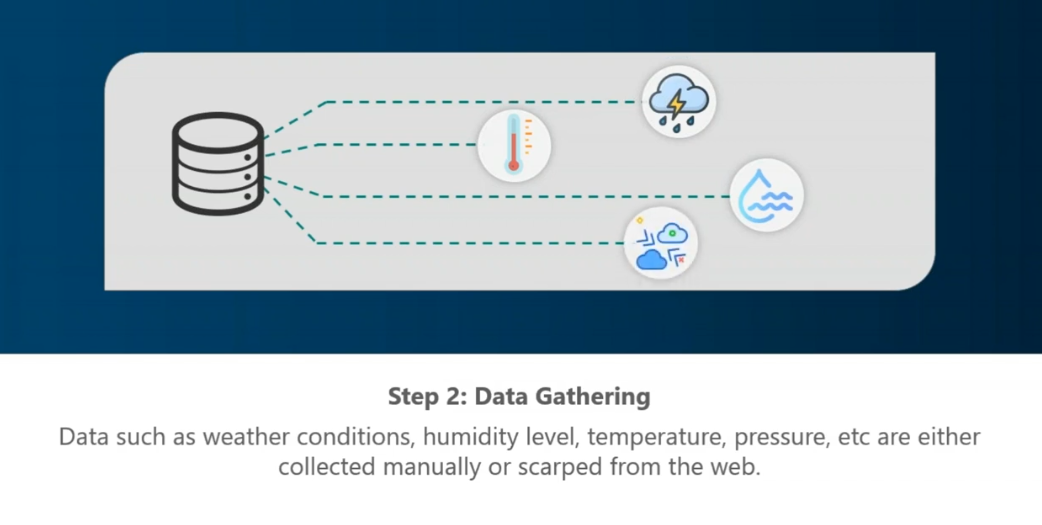 Step 2: Data Gathering
Data such as weather conditions, humidity level, temperature, pressure, etc are either
collected manually or scarped from the web.